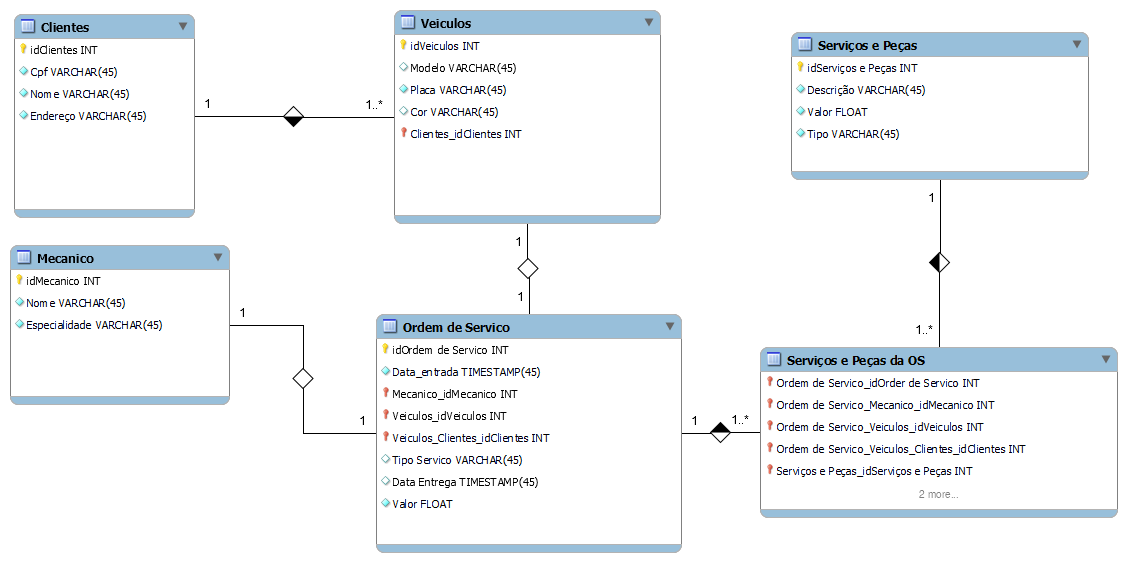 Clientes
idClientes INT
Cpf VARCHAR(45)
Nome VARCHAR(45)
Endereço VARCHAR(45)
1
1..*
Veiculos
idVeiculos INT
Modelo VARCHAR(45)
Placa VARCHAR(45)
Cor VARCHAR(45)
Clientes_idClientes INT
Serviços e Peças
idServiços e Peças INT
Descrição VARCHAR(45)
Valor FLOAT
Tipo VARCHAR(45)
1
1..*
1
1
Mecanico
idMecanico INT
Nome VARCHAR(45)
Especialidade VARCHAR(45)
1
1
Ordem de Servico
idOrdem de Servico INT
Data_entrada TIMESTAMP(45)
Mecanico_idMecanico INT
Veiculos_idVeiculos INT
Veiculos_Clientes_idClientes INT
Tipo Servico VARCHAR(45)
Data Entrega TIMESTAMP(45)
Valor FLOAT
1
1..*
Serviços e Peças da OS
Ordem de Servico_idOrder de Servico INT
Ordem de Servico_Mecanico_idMecanico INT
Ordem de Servico_Veiculos_idVeiculos INT
Ordem de Servico_Veiculos_Clientes_idClientes INT
Serviços e Peças_idServiços e Peças INT
2 more...